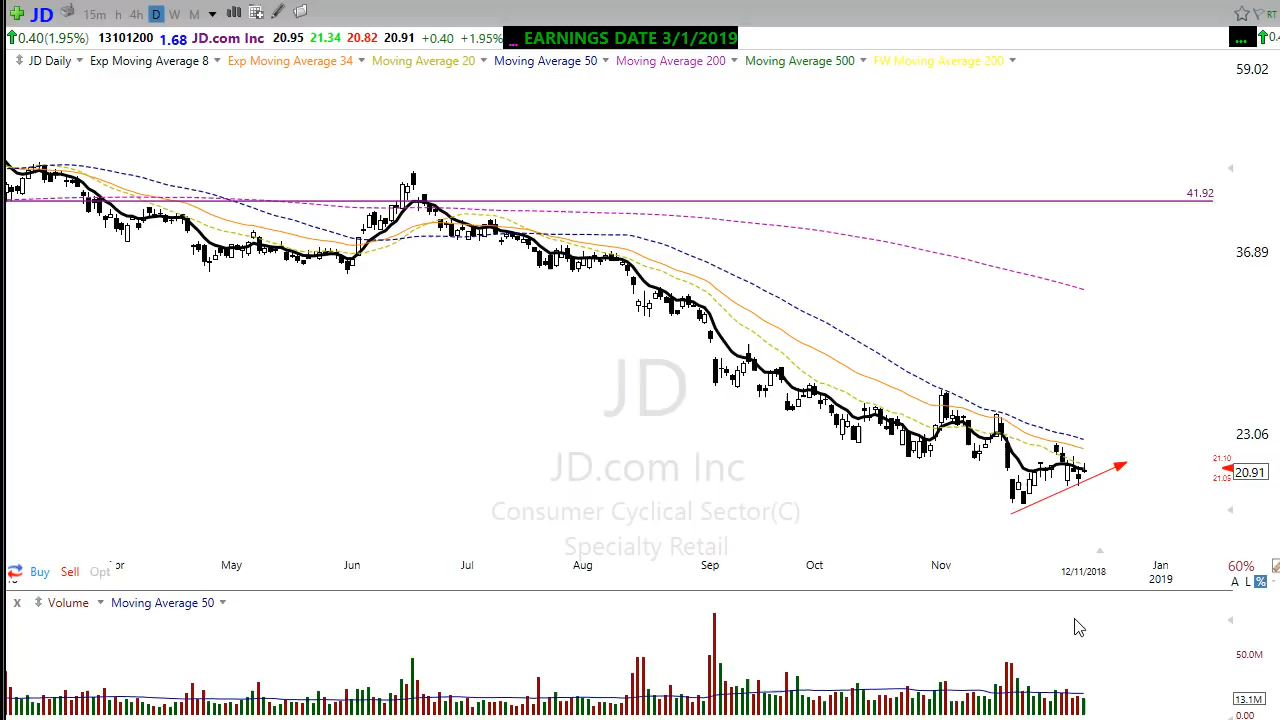 JD 15m h 4h D W M RT
0.40(1.95%) 13101200 1.68 JD.com Inc 20.95 21.34 20.82 20.91 +0.40 +1.95% ... EARNINGS DATE 3/1/2019 ...
JD Daily Exp Moving Average 8 Exp Moving Average 34 Moving Average 20 Moving Average 50 Moving Average 200 Moving Average 500 FW Moving Average 200
59.02
41.92
36.89
JD
23.06
21.10
20.91
21.05
JD.com Inc
Consumer Cyclical Sector(C)
Specialty Retail
May Jun Jul Aug Sep Oct Nov 12/11/2018 Jan
2019
60%
Buy Sell Opt
A L %
X Volume Moving Average 50
50.0M
13.1M
0.00